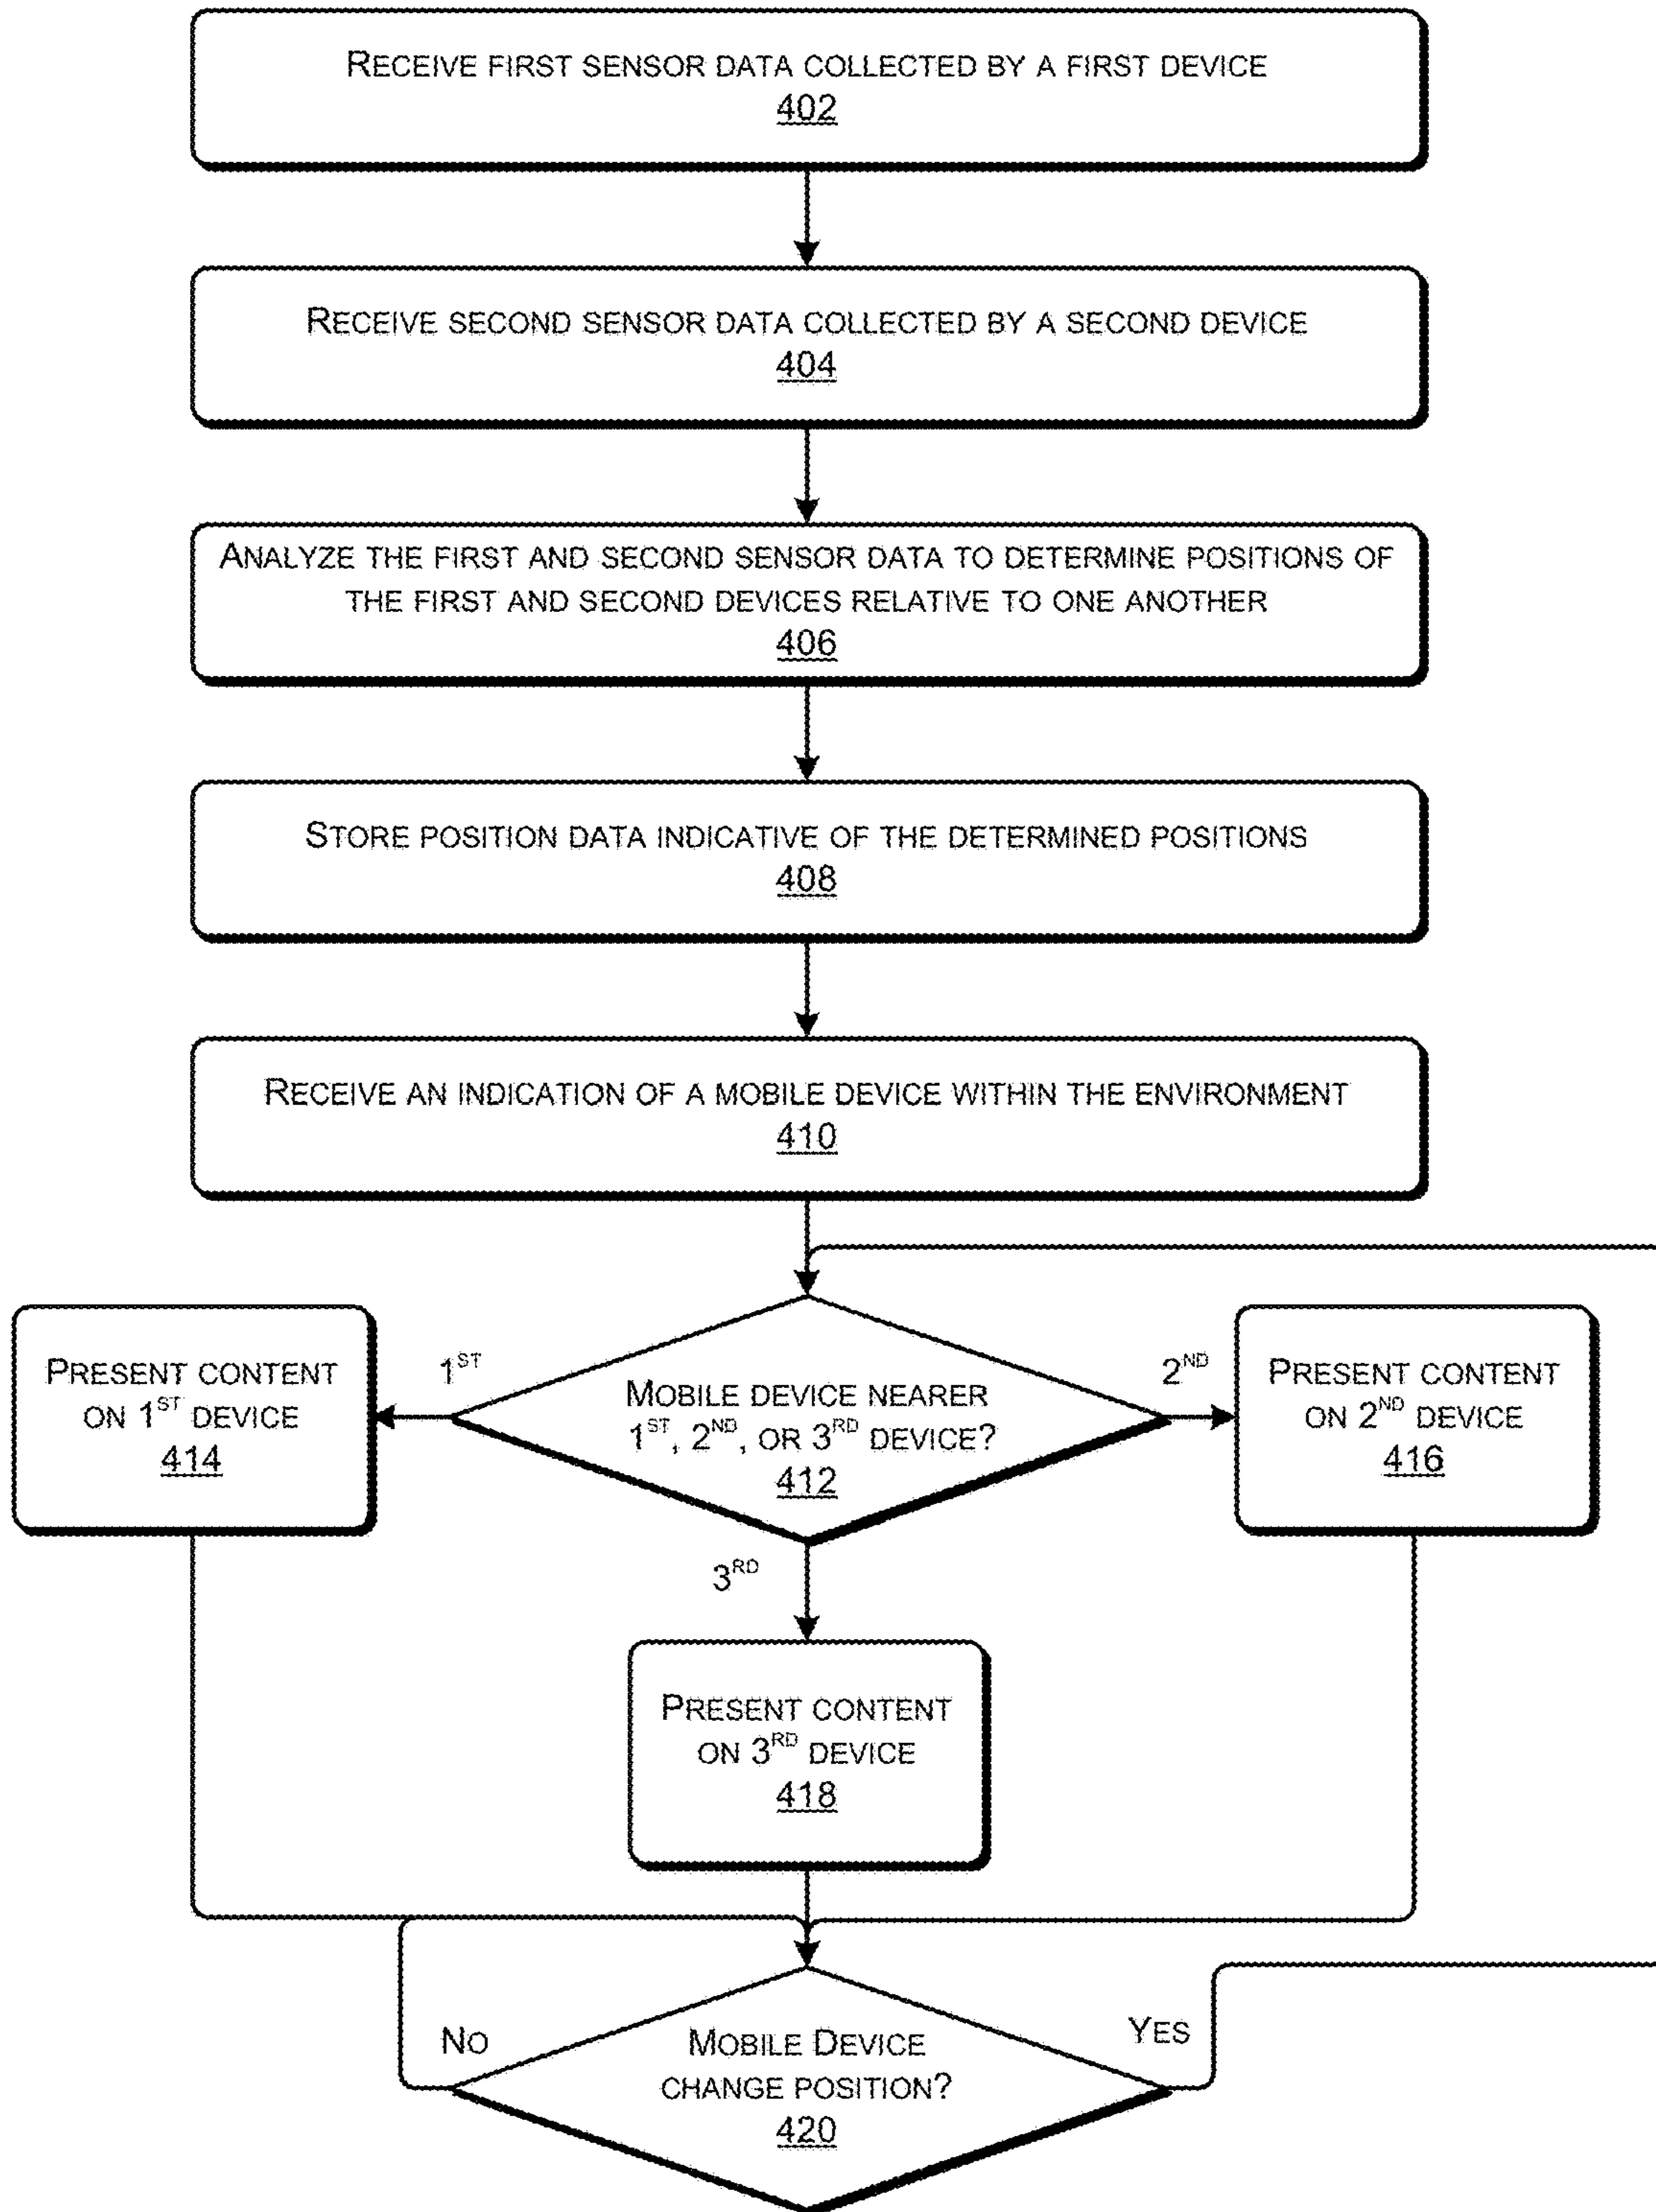 RECEIVE FIRST SENSOR DATA COLLECTED BY A FIRST DEVICE
402
RECEIVE SECOND SENSOR DATA COLLECTED BY A SECOND DEVICE
404
ANALYZE THE FIRST AND SECOND SENSOR DATA TO DETERMINE POSITIONS OF
THE FIRST AND SECOND DEVICES RELATIVE TO ONE ANOTHER
406
STORE POSITION DATA INDICATIVE OF THE DETERMINED POSITIONS
408
RECEIVE AN INDICATION OF A MOBILE DEVICE WITHIN THE ENVIRONMENT
410
MOBILE DEVICE NEARER
1ST, 2ND, OR 3RD DEVICE?
412
1ST
PRESENT CONTENT
ON 1ST DEVICE
414
2ND
PRESENT CONTENT
ON 2ND DEVICE
416
3RD
PRESENT CONTENT
ON 3RD DEVICE
418
MOBILE DEVICE
CHANGE POSITION?
420
NO
YES